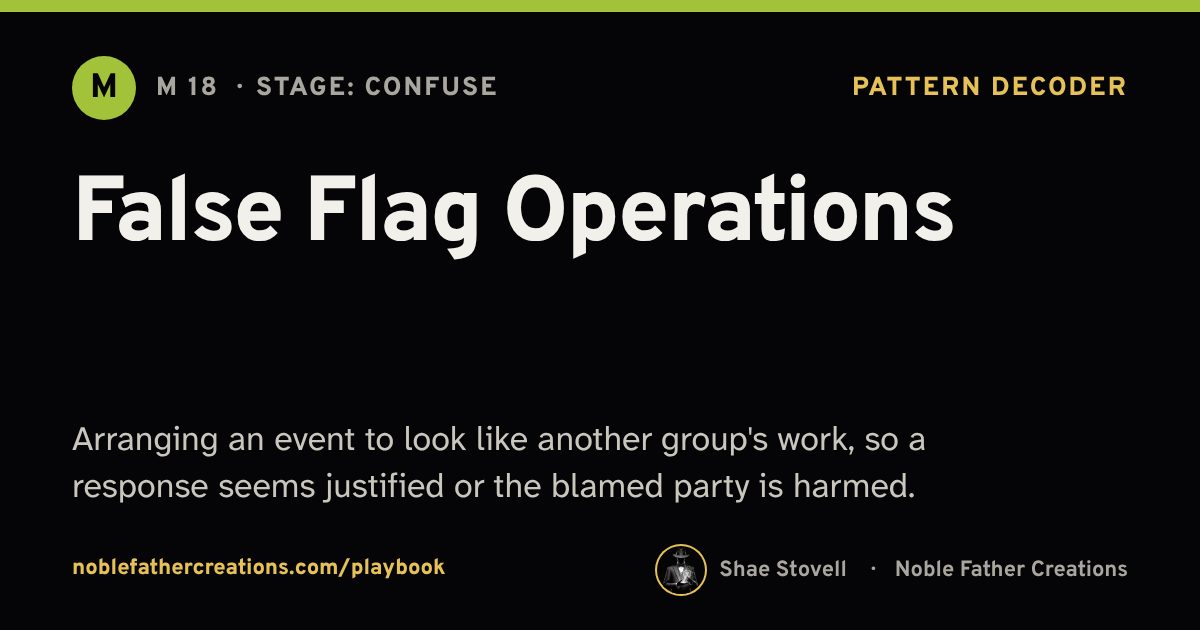 M
M 18 · STAGE: CONFUSE
PATTERN DECODER
False Flag Operations
Arranging an event to look like another group's work, so a
response seems justified or the blamed party is harmed.
noblefathercreations.com/playbook
Shae Stovell · Noble Father Creations